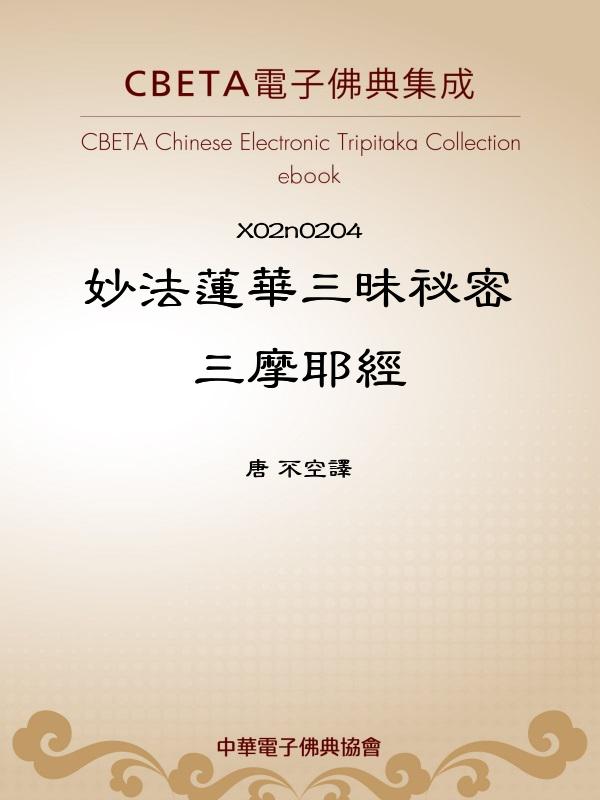 CBETA電子佛典集成
CBETA Chinese Electronic Tripitaka Collection
ebook
X02n0204
妙法蓮華三昧祕密
三摩耶經
唐 不空譯
中華電子佛典協會